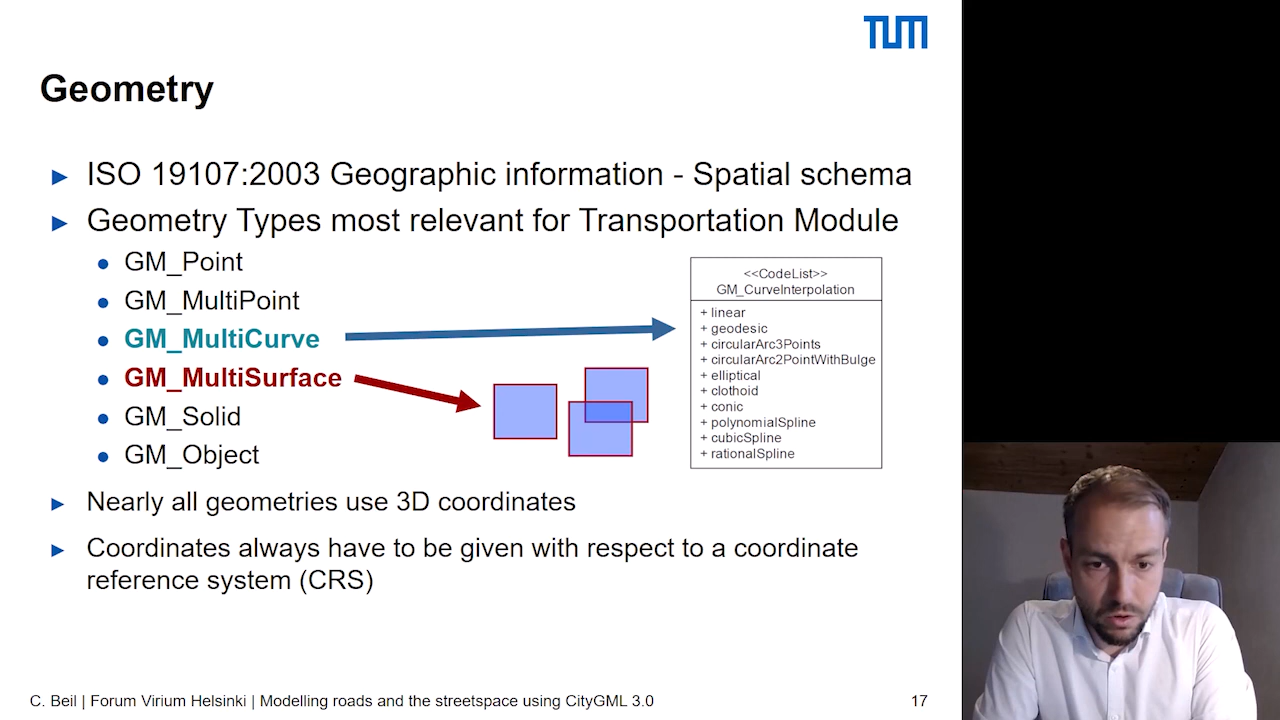 TUM
Geometry
► ISO 19107:2003 Geographic information - Spatial schema
► Geometry Types most relevant for Transportation Module
• GM_Point
• GM_MultiPoint
• GM_MultiCurve
• GM_MultiSurface
• GM_Solid
• GM_Object
<<CodeList>>
GM_CurveInterpolation
+ linear
+ geodesic
+ circularArc3Points
+ circularArc2PointWithBulge
+ elliptical
+ clothoid
+ conic
+ polynomialSpline
+ cubicSpline
+ rationalSpline
► Nearly all geometries use 3D coordinates
► Coordinates always have to be given with respect to a coordinate
reference system (CRS)
C. Beil | Forum Virium Helsinki | Modelling roads and the streetspace using CityGML 3.0
17